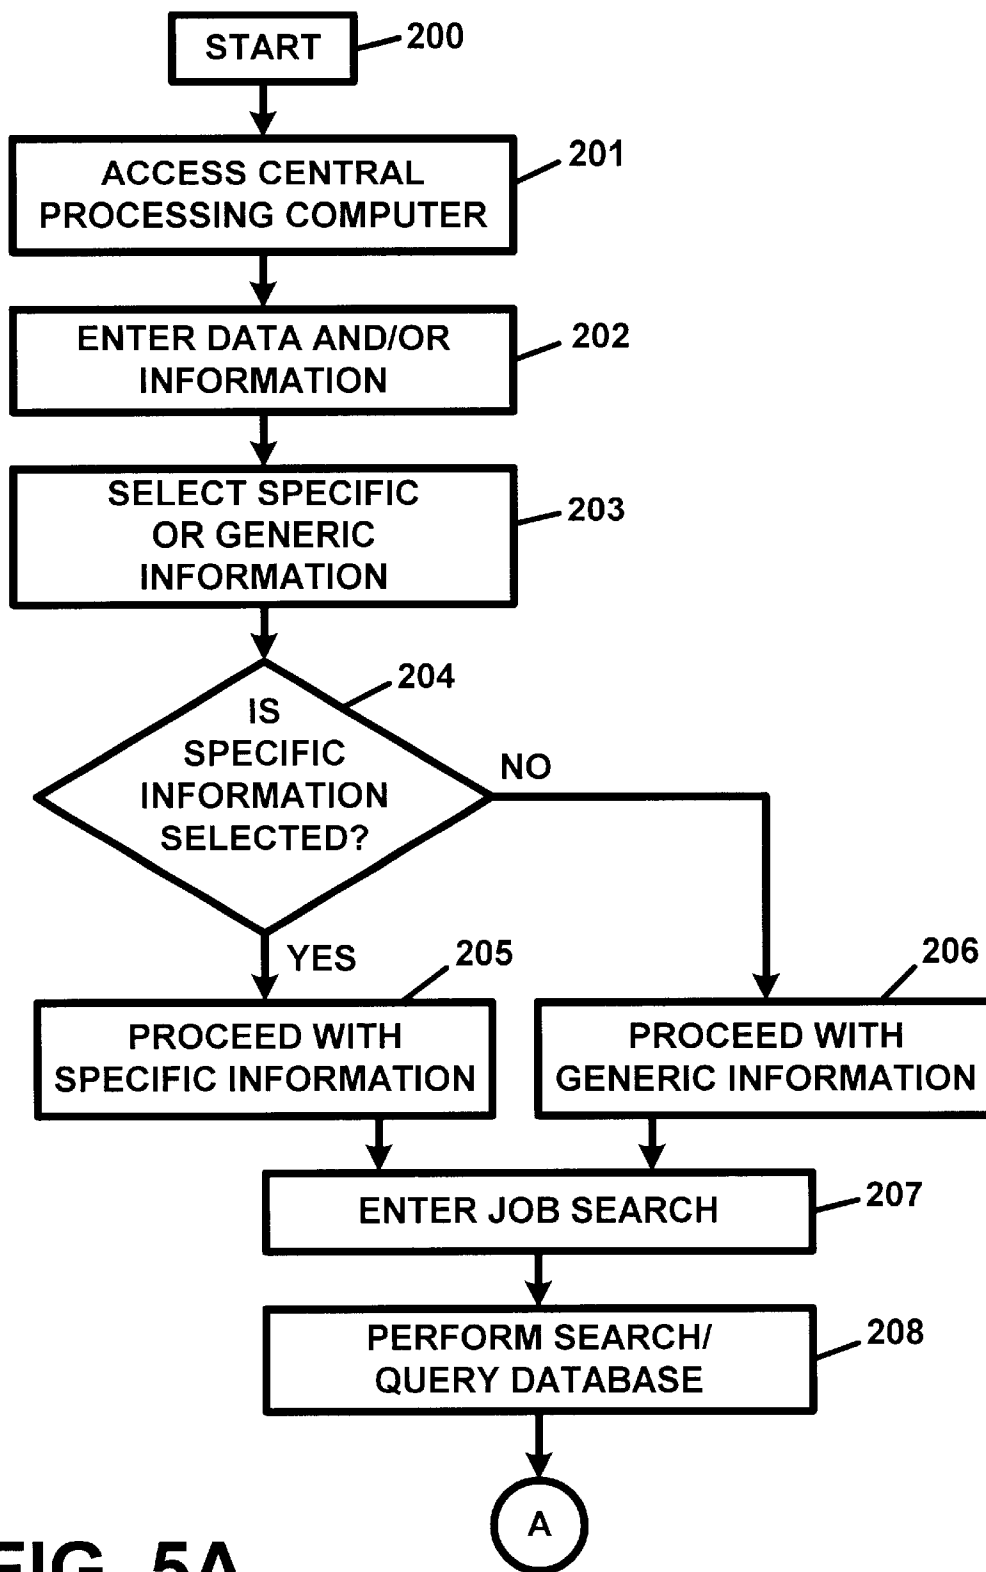 START
200
ACCESS CENTRAL
PROCESSING COMPUTER
201
ENTER DATA AND/OR
INFORMATION
202
SELECT SPECIFIC
OR GENERIC
INFORMATION
203
IS
SPECIFIC
INFORMATION
SELECTED?
204
NO
YES
205
PROCEED WITH
SPECIFIC INFORMATION
206
PROCEED WITH
GENERIC INFORMATION
ENTER JOB SEARCH
207
PERFORM SEARCH/
QUERY DATABASE
208
A
FIG. 5A